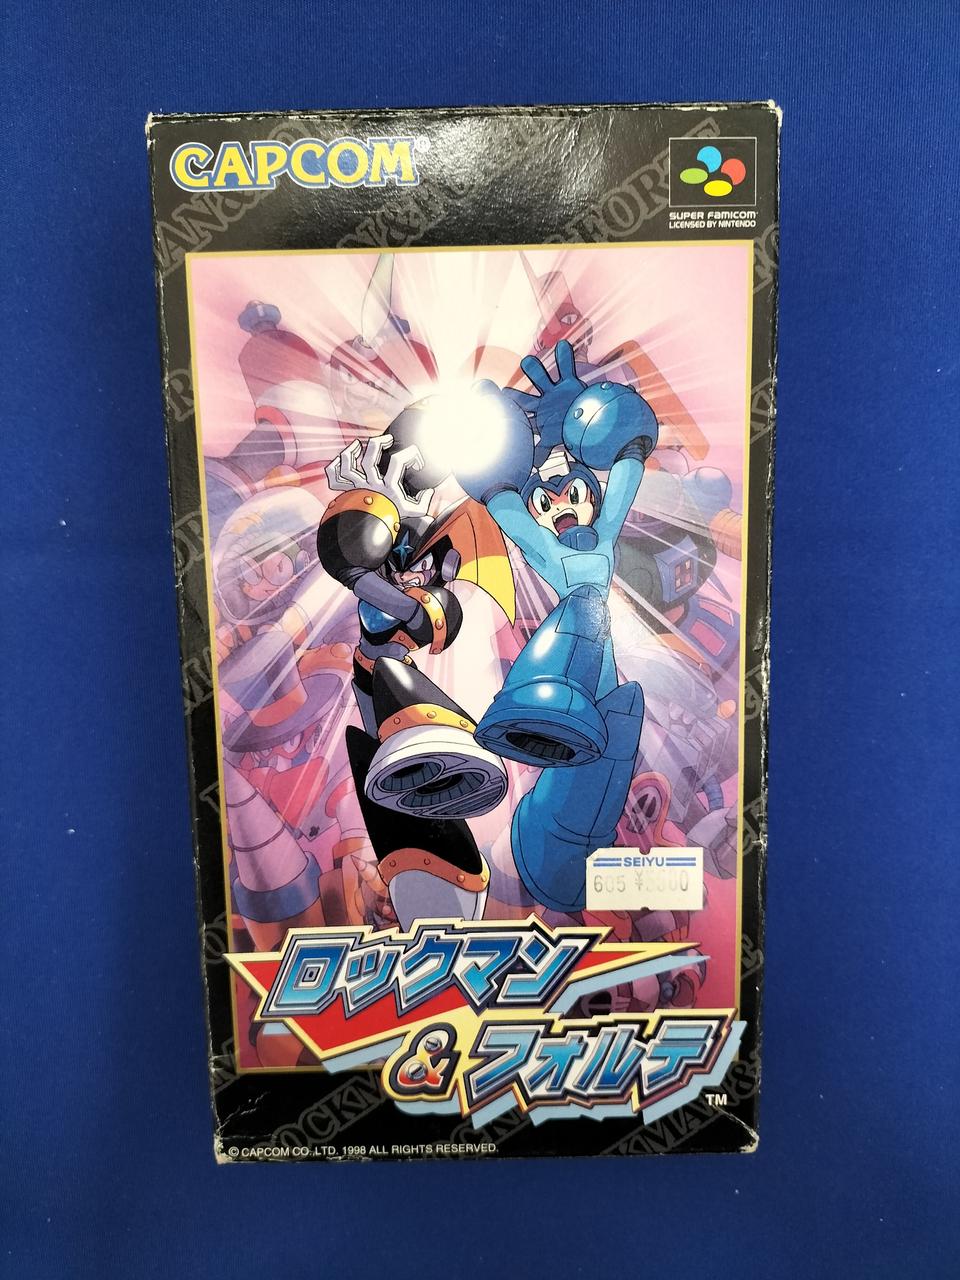 CAPCOM®
SUPER FAMICOM
LICENSED BY NINTENDO
SEIYU
605 ¥5500
ロックマン
&フォルテ
TM
© CAPCOM CO., LTD. 1998 ALL RIGHTS RESERVED.